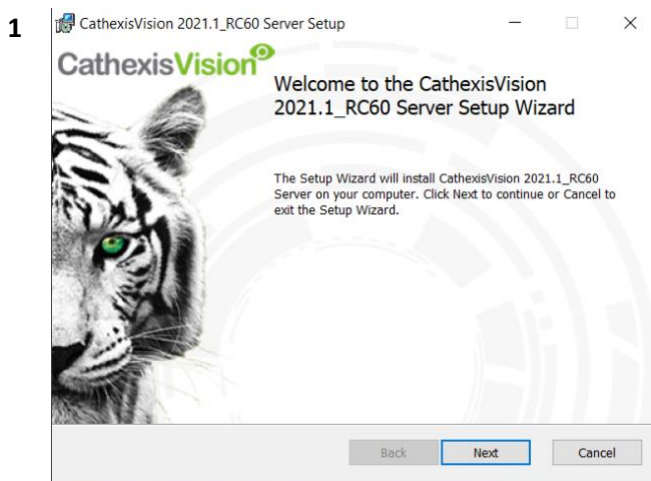 1
CathexisVision 2021.1_RC60 Server Setup
CathexisVision
Welcome to the CathexisVision
2021.1_RC60 Server Setup Wizard
The Setup Wizard will install CathexisVision 2021.1_RC60
Server on your computer. Click Next to continue or Cancel to
exit the Setup Wizard.
Back Next Cancel